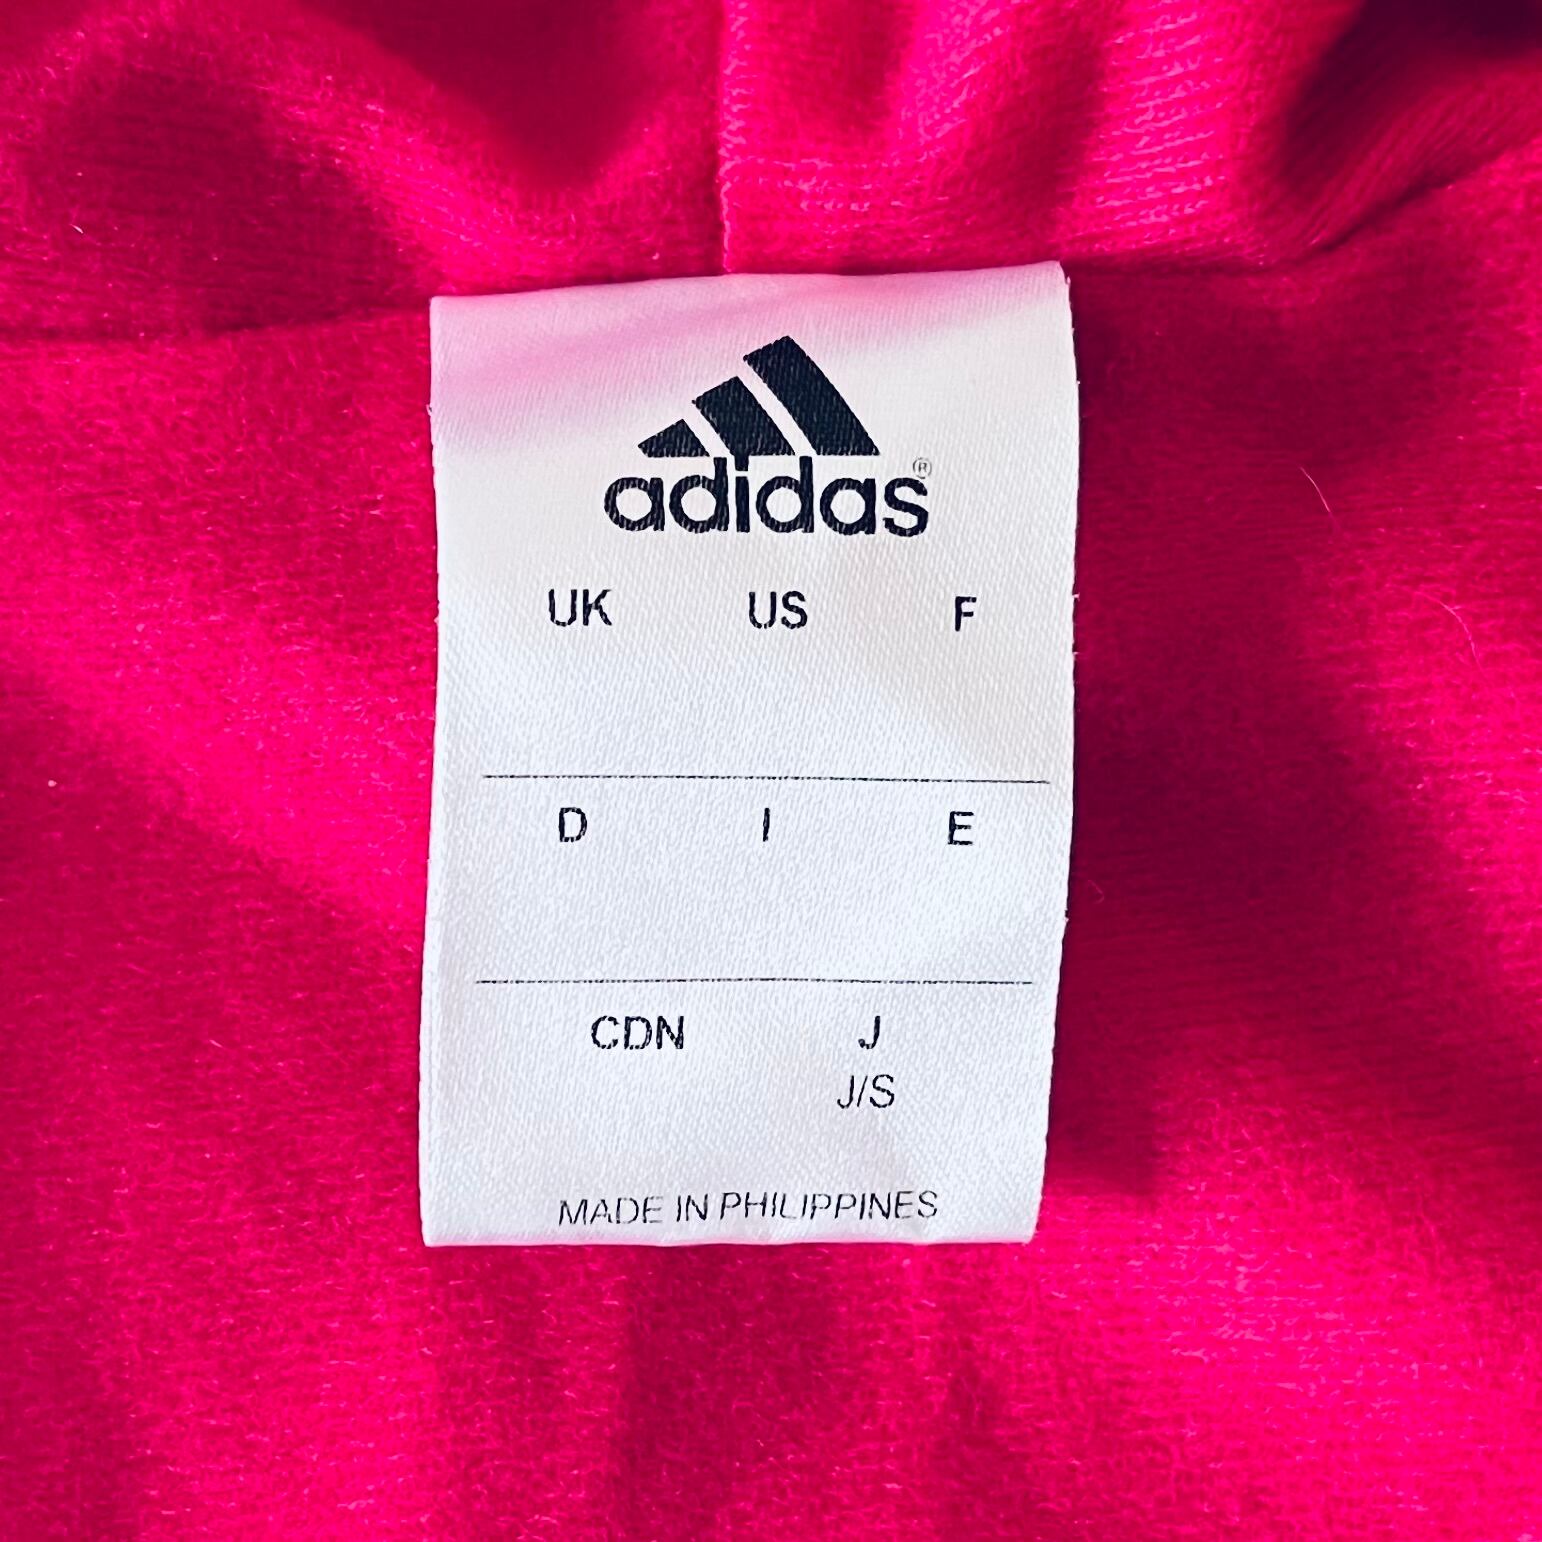 adidas®
UK US F
D I E
CDN J
J/S
MADE IN PHILIPPINES